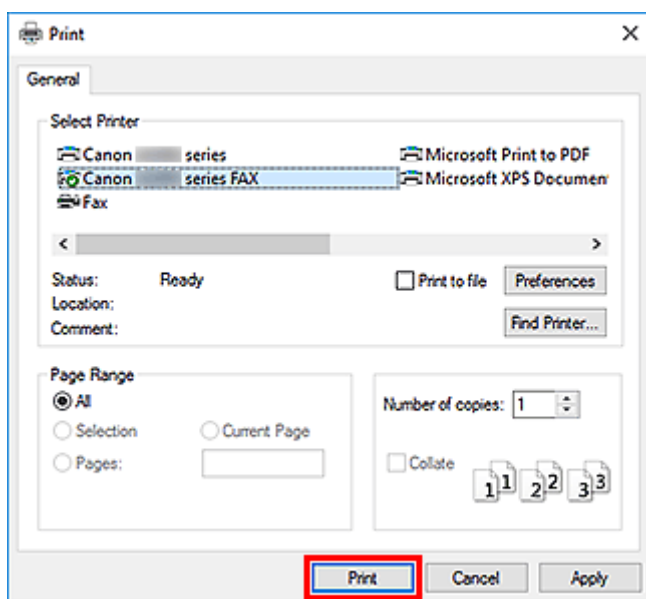 Print
General
Select Printer
Canon series
Microsoft Print to PDF
Canon series FAX
Microsoft XPS Documen
Fax
Status: Ready
Print to file
Preferences
Location:
Comment:
Find Printer...
Page Range
All
Selection
Current Page
Pages:
Number of copies: 1
Collate
1 1 2 2 3 3
Print
Cancel
Apply